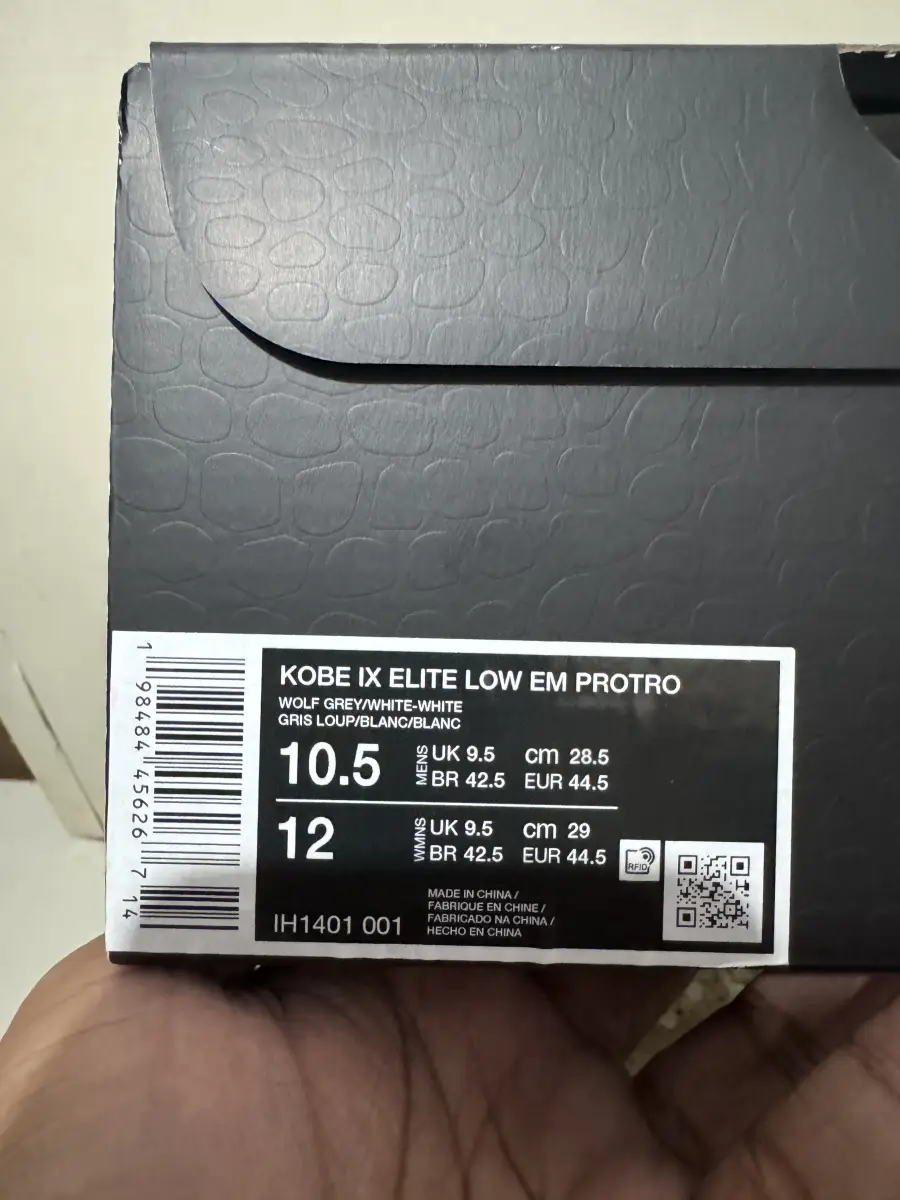 KOBE IX ELITE LOW EM PROTRO
WOLF GREY/WHITE-WHITE
GRIS LOUP/BLANC/BLANC
10.5 MENS UK 9.5 cm 28.5
BR 42.5 EUR 44.5
12 WMNS UK 9.5 cm 29
BR 42.5 EUR 44.5
RFID
MADE IN CHINA /
FABRIQUE EN CHINE /
FABRICADO NA CHINA /
HECHO EN CHINA
IH1401 001
1 98484 45626 7 14